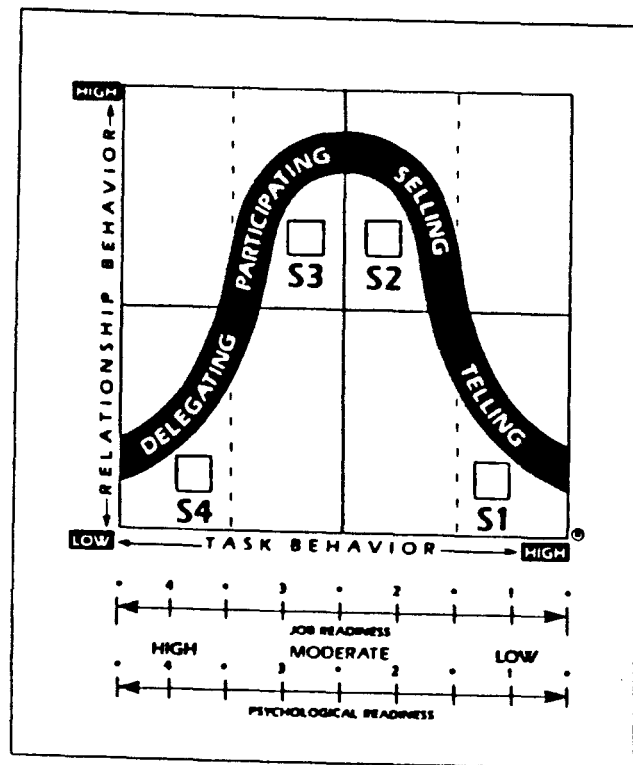 HIGH
RELATIONSHIP BEHAVIOR
PARTICIPATING
SELLING
S3
S2
DELEGATING
TELLING
S4
S1
LOW
TASK BEHAVIOR
HIGH
4 3 2 1
JOB READINESS
HIGH MODERATE LOW
4 3 2 1
PSYCHOLOGICAL READINESS